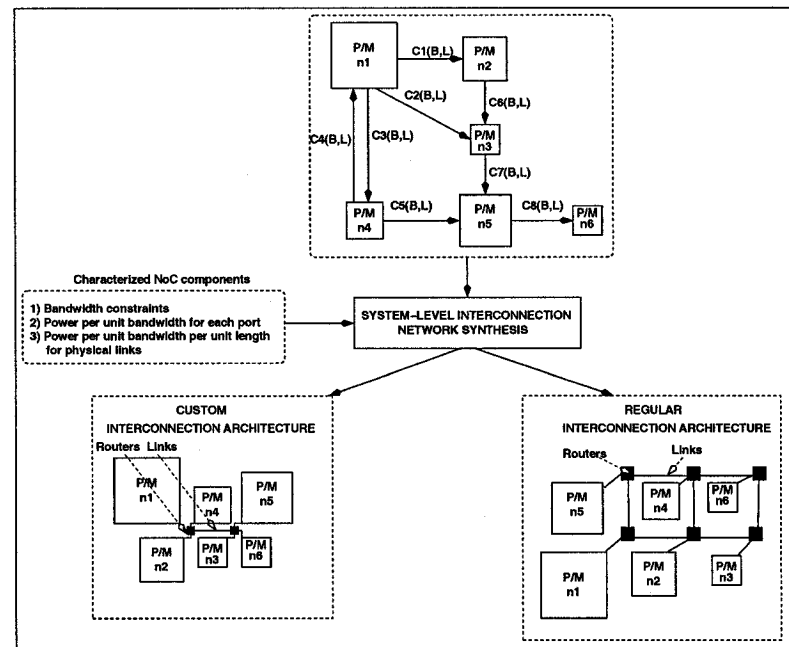 P/M
n1
C1(B,L)
P/M
n2
C2(B,L)
C6(B,L)
C4(B,L)
C3(B,L)
P/M
n3
C7(B,L)
P/M
n4
C5(B,L)
P/M
n5
C8(B,L)
P/M
n6
Characterized NoC components
1) Bandwidth constraints
2) Power per unit bandwidth for each port
3) Power per unit bandwidth per unit length
for physical links
SYSTEM-LEVEL INTERCONNECTION
NETWORK SYNTHESIS
CUSTOM
INTERCONNECTION ARCHITECTURE
Routers Links
P/M
n1
P/M
n4
P/M
n5
P/M
n2
P/M
n3
P/M
n6
REGULAR
INTERCONNECTION ARCHITECTURE
Routers
Links
P/M
n5
P/M
n4
P/M
n6
P/M
n1
P/M
n2
P/M
n3